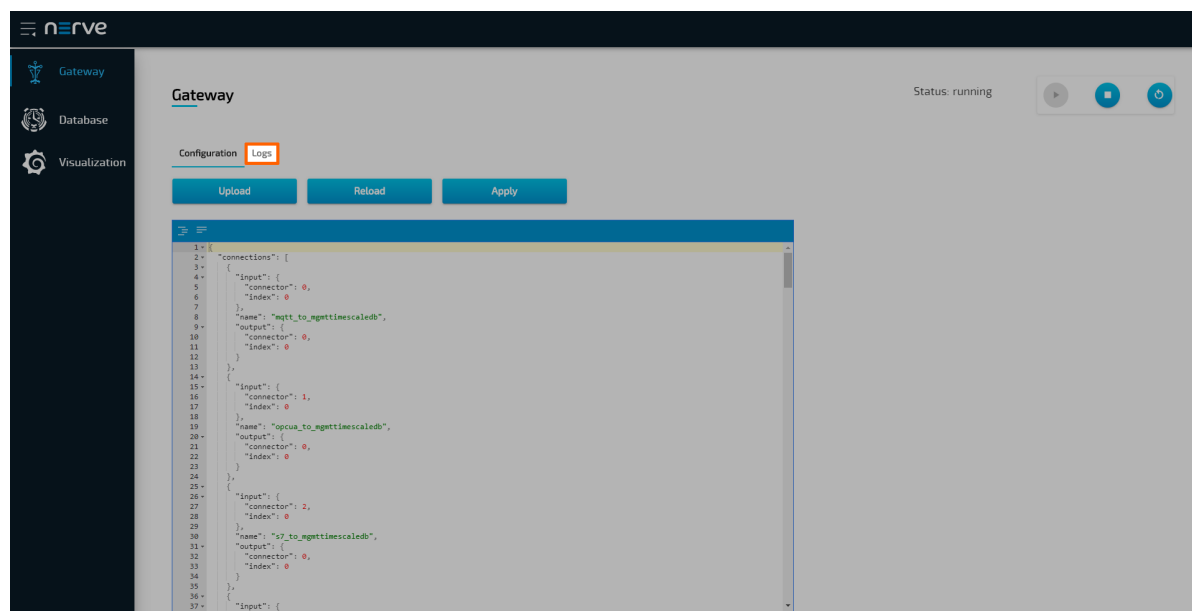 nerve
Gateway
Database
Visualization
Gateway
Status: running
Configuration Logs
Upload Reload Apply
1 {
2 "connections": [
3 {
4 "input": {
5 "connector": 0,
6 "index": 0
7 },
8 "name": "mqtt_to_mgmttimescaledb",
9 "output": {
10 "connector": 0,
11 "index": 0
12 }
13 },
14 {
15 "input": {
16 "connector": 1,
17 "index": 0
18 },
19 "name": "opcua_to_mgmttimescaledb",
20 "output": {
21 "connector": 0,
22 "index": 0
23 }
24 },
25 {
26 "input": {
27 "connector": 2,
28 "index": 0
29 },
30 "name": "s7_to_mgmttimescaledb",
31 "output": {
32 "connector": 0,
33 "index": 0
34 }
35 },
36 {
37 "input": {